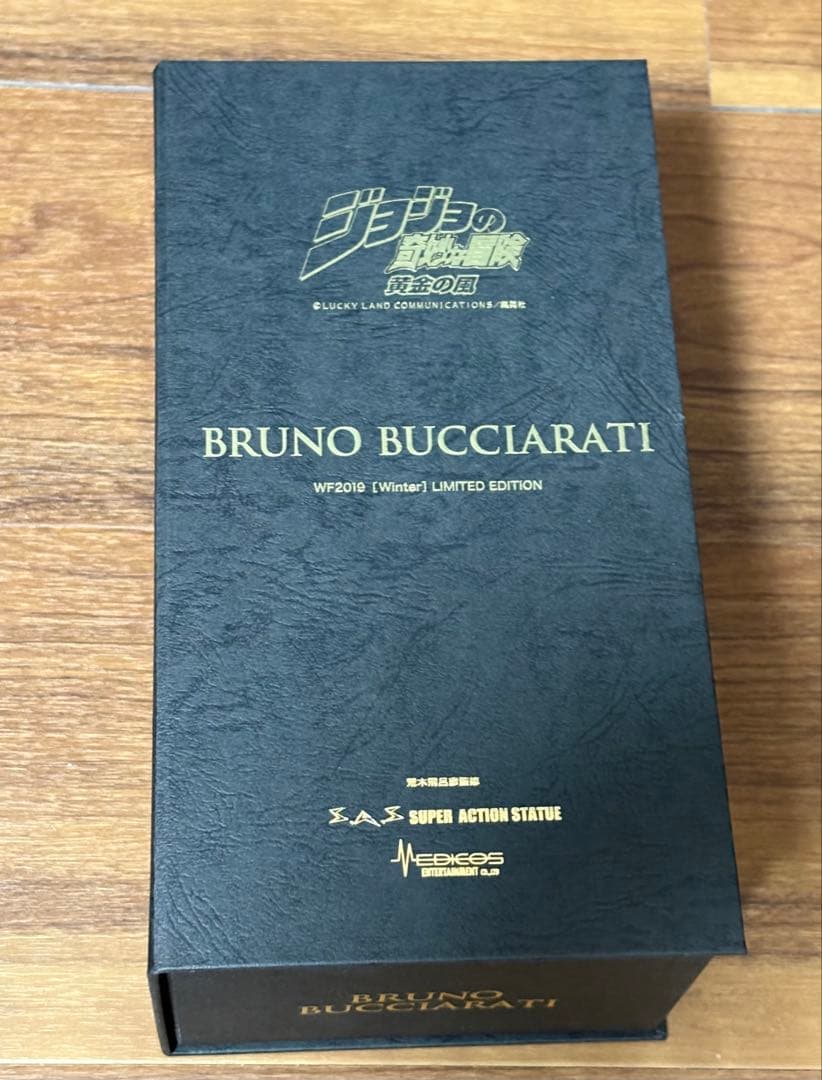 ジョジョの
奇妙な冒険
黄金の風
©LUCKY LAND COMMUNICATIONS/集英社
BRUNO BUCCIARATI
WF2019 [Winter] LIMITED EDITION
荒木飛呂彦監修
SAS SUPER ACTION STATUE
MEDICOS
ENTERTAINMENT CO.,LTD
BRUNO
BUCCIARATI